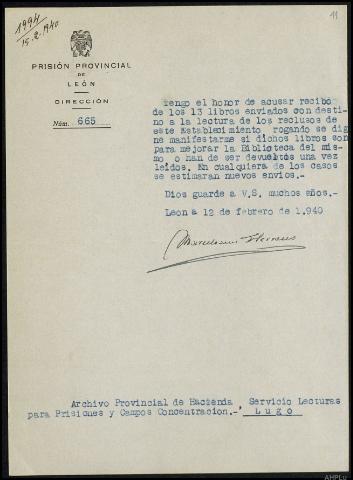 1994
15.2.1940
11
PRISIÓN PROVINCIAL
DE
LEÓN
DIRECCIÓN
Núm. 665
Tengo el honor de acusar recibo
de los 13 libros enviados con desti-
no a la lectura de los reclusos de
este Establecimiento rogando se dig
ne manifestarme si dichos libros son
para mejorar la Biblioteca del mis-
mo o han de ser devueltos una vez
leidos. En cualquiera de los casos
se estimaran nuevos envios.-
Dios guarde a V.S. muchos años.-
Leon a 12 de febrero de 1.940
Archivo Provincial de Hacienda Servicio Lecturas
para Prisiones y Campos Concentracion.- Lugo
AHPLu